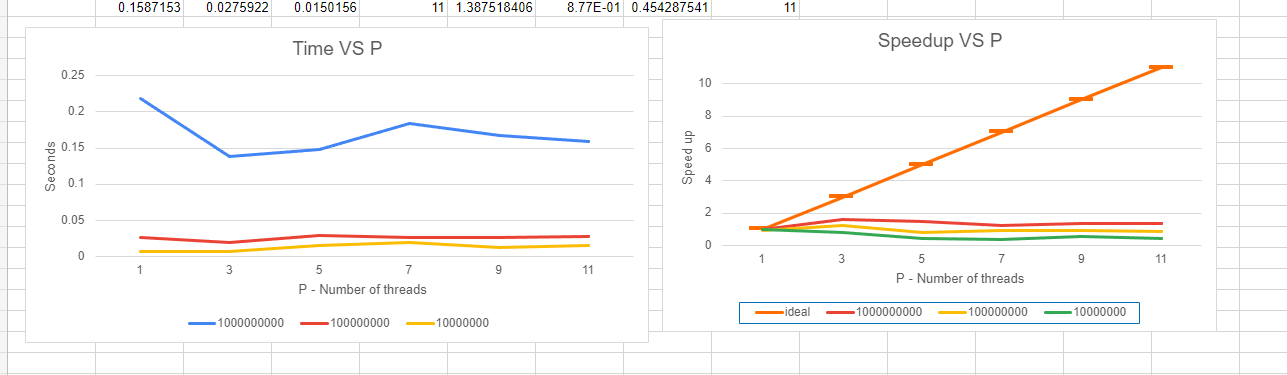 0.1587153 0.0275922 0.0150156 11 1.387518406 8.77E-01 0.454287541 11
Time VS P
0.25
0.2
0.15
0.1
0.05
0
Seconds
1 3 5 7 9 11
P - Number of threads
1000000000 100000000 10000000
Speedup VS P
10
8
6
4
2
0
Speed up
1 3 5 7 9 11
P - Number of threads
ideal 1000000000 100000000 10000000